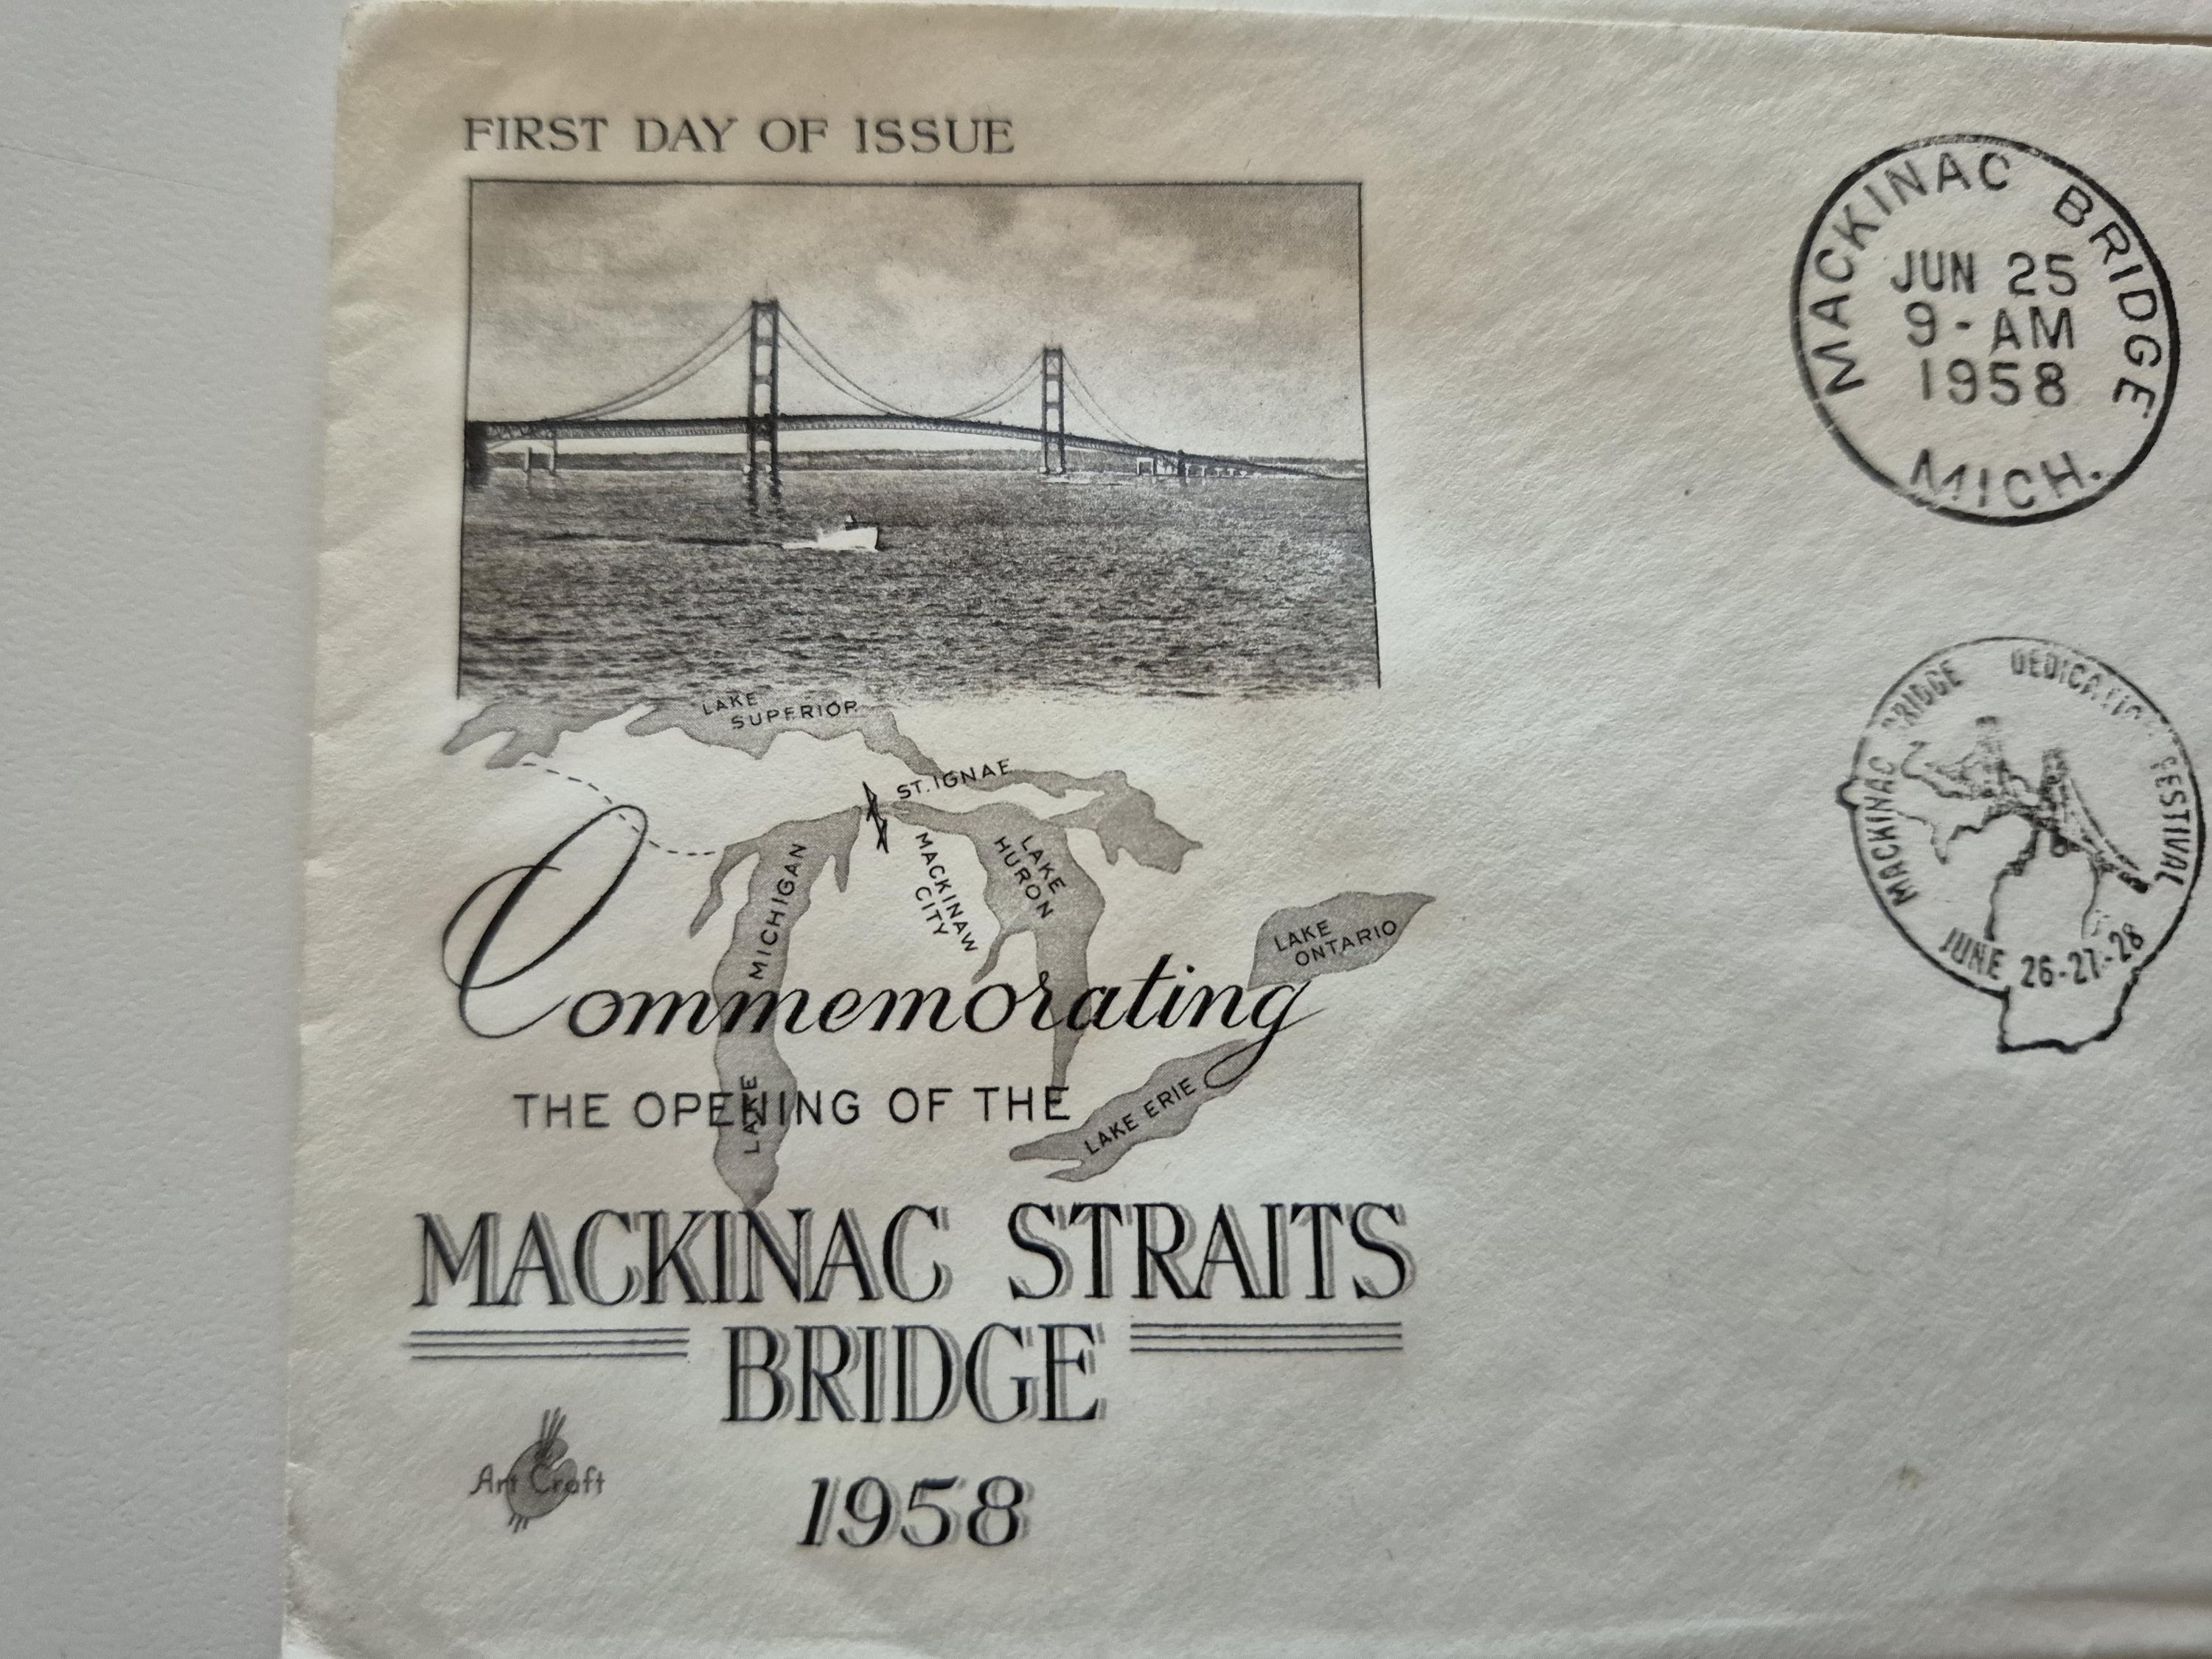 FIRST DAY OF ISSUE
LAKE
SUPERIOR
ST. IGNAE
MACKINAW
CITY
LAKE
HURON
LAKE MICHIGAN
LAKE
ONTARIO
LAKE ERIE
Commemorating
THE OPENING OF THE
MACKINAC STRAITS
BRIDGE
1958
Art Craft
MACKINAC BRIDGE
JUN 25
9-AM
1958
MICH.
MACKINAC BRIDGE DEDICATION FESTIVAL
JUNE 26-27-28